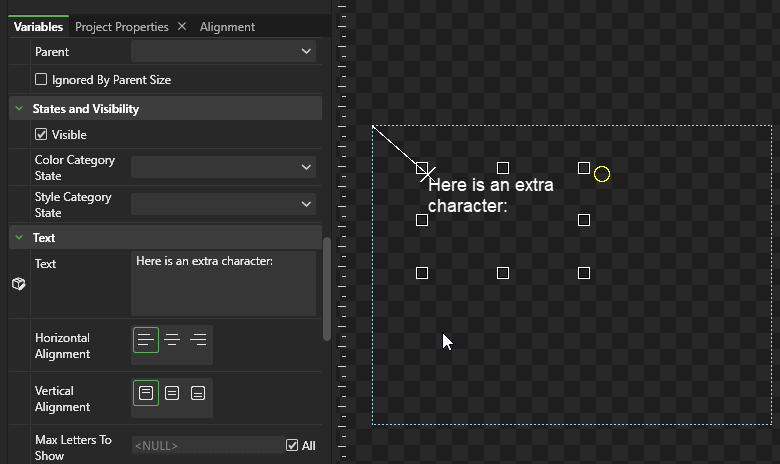 Variables Project Properties Alignment
Parent
Ignored By Parent Size
States and Visibility
Visible
Color Category
State
Style Category
State
Text
Text
Here is an extra character:
Horizontal
Alignment
Vertical
Alignment
Max Letters To
Show
<NULL>
All
Here is an extra
character: